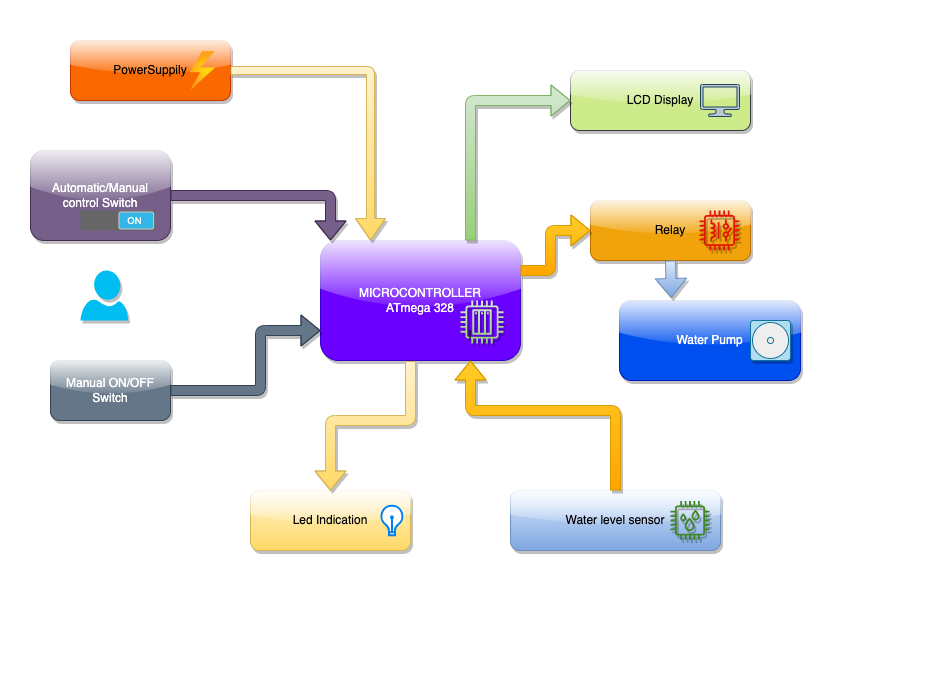 PowerSuppily
LCD Display
Automatic/Manual
control Switch
ON
Relay
MICROCONTROLLER
ATmega 328
Water Pump
Manual ON/OFF
Switch
Led Indication
Water level sensor